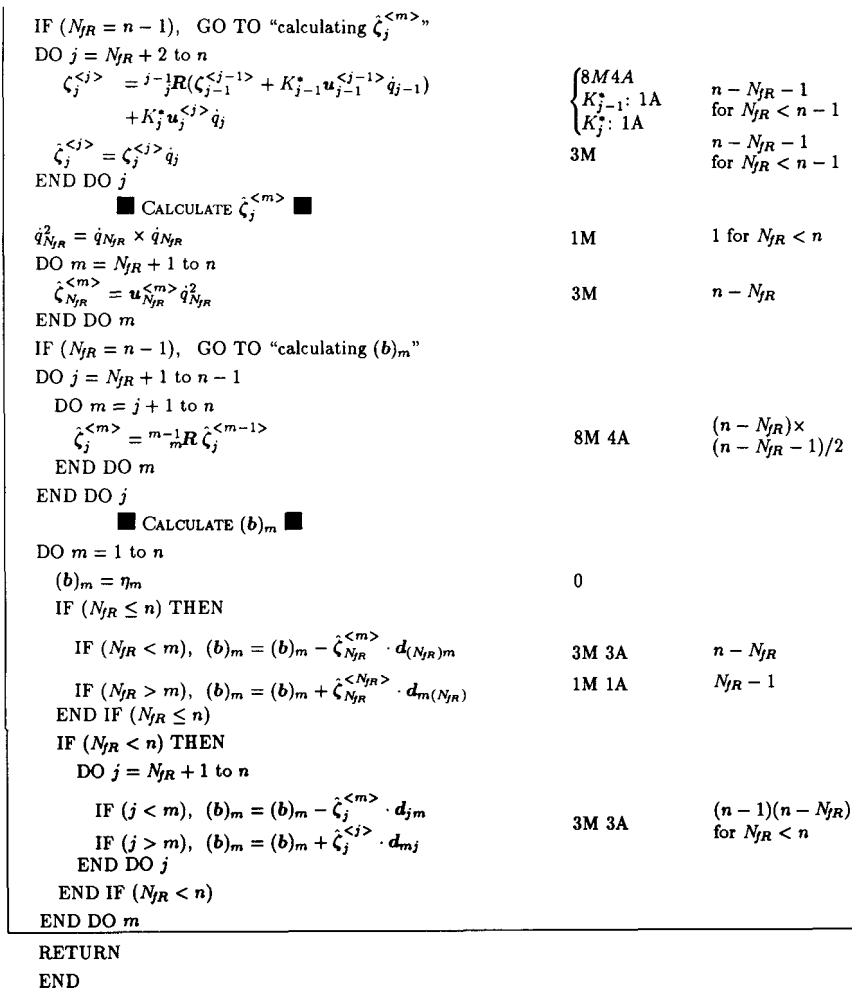 IF (N_{fR} = n − 1), GO TO “calculating ζ̂_j^{<m>}”
DO j = N_{fR} + 2 to n
ζ_j^{<j>} = ^{j−1}_jR(ζ_{j−1}^{<j−1>} + K*_{j−1}u_{j−1}^{<j−1>}q̇_{j−1}) {8M4A
K*_{j−1}: 1A n − N_{fR} − 1
+K*_j u_j^{<j>} q̇_j K*_j: 1A for N_{fR} < n − 1
ζ̂_j^{<j>} = ζ_j^{<j>} q̇_j 3M n − N_{fR} − 1
for N_{fR} < n − 1
END DO j
■ CALCULATE ζ̂_j^{<m>} ■
q̇²_{N_{fR}} = q̇_{N_{fR}} × q̇_{N_{fR}} 1M 1 for N_{fR} < n
DO m = N_{fR} + 1 to n
ζ̂_{N_{fR}}^{<m>} = u_{N_{fR}}^{<m>} q̇²_{N_{fR}} 3M n − N_{fR}
END DO m
IF (N_{fR} = n − 1), GO TO “calculating (b)_m”
DO j = N_{fR} + 1 to n − 1
DO m = j + 1 to n
ζ̂_j^{<m>} = ^{m−1}_mR ζ̂_j^{<m−1>} 8M 4A (n − N_{fR})×
(n − N_{fR} − 1)/2
END DO m
END DO j
■ CALCULATE (b)_m ■
DO m = 1 to n
(b)_m = η_m 0
IF (N_{fR} ≤ n) THEN
IF (N_{fR} < m), (b)_m = (b)_m − ζ̂_{N_{fR}}^{<m>} · d_{(N_{fR})m} 3M 3A n − N_{fR}
IF (N_{fR} > m), (b)_m = (b)_m + ζ̂_{N_{fR}}^{<N_{fR}>} · d_{m(N_{fR})} 1M 1A N_{fR} − 1
END IF (N_{fR} ≤ n)
IF (N_{fR} < n) THEN
DO j = N_{fR} + 1 to n
IF (j < m), (b)_m = (b)_m − ζ̂_j^{<m>} · d_{jm} 3M 3A (n − 1)(n − N_{fR})
IF (j > m), (b)_m = (b)_m + ζ̂_j^{<j>} · d_{mj} for N_{fR} < n
END DO j
END IF (N_{fR} < n)
END DO m
RETURN
END